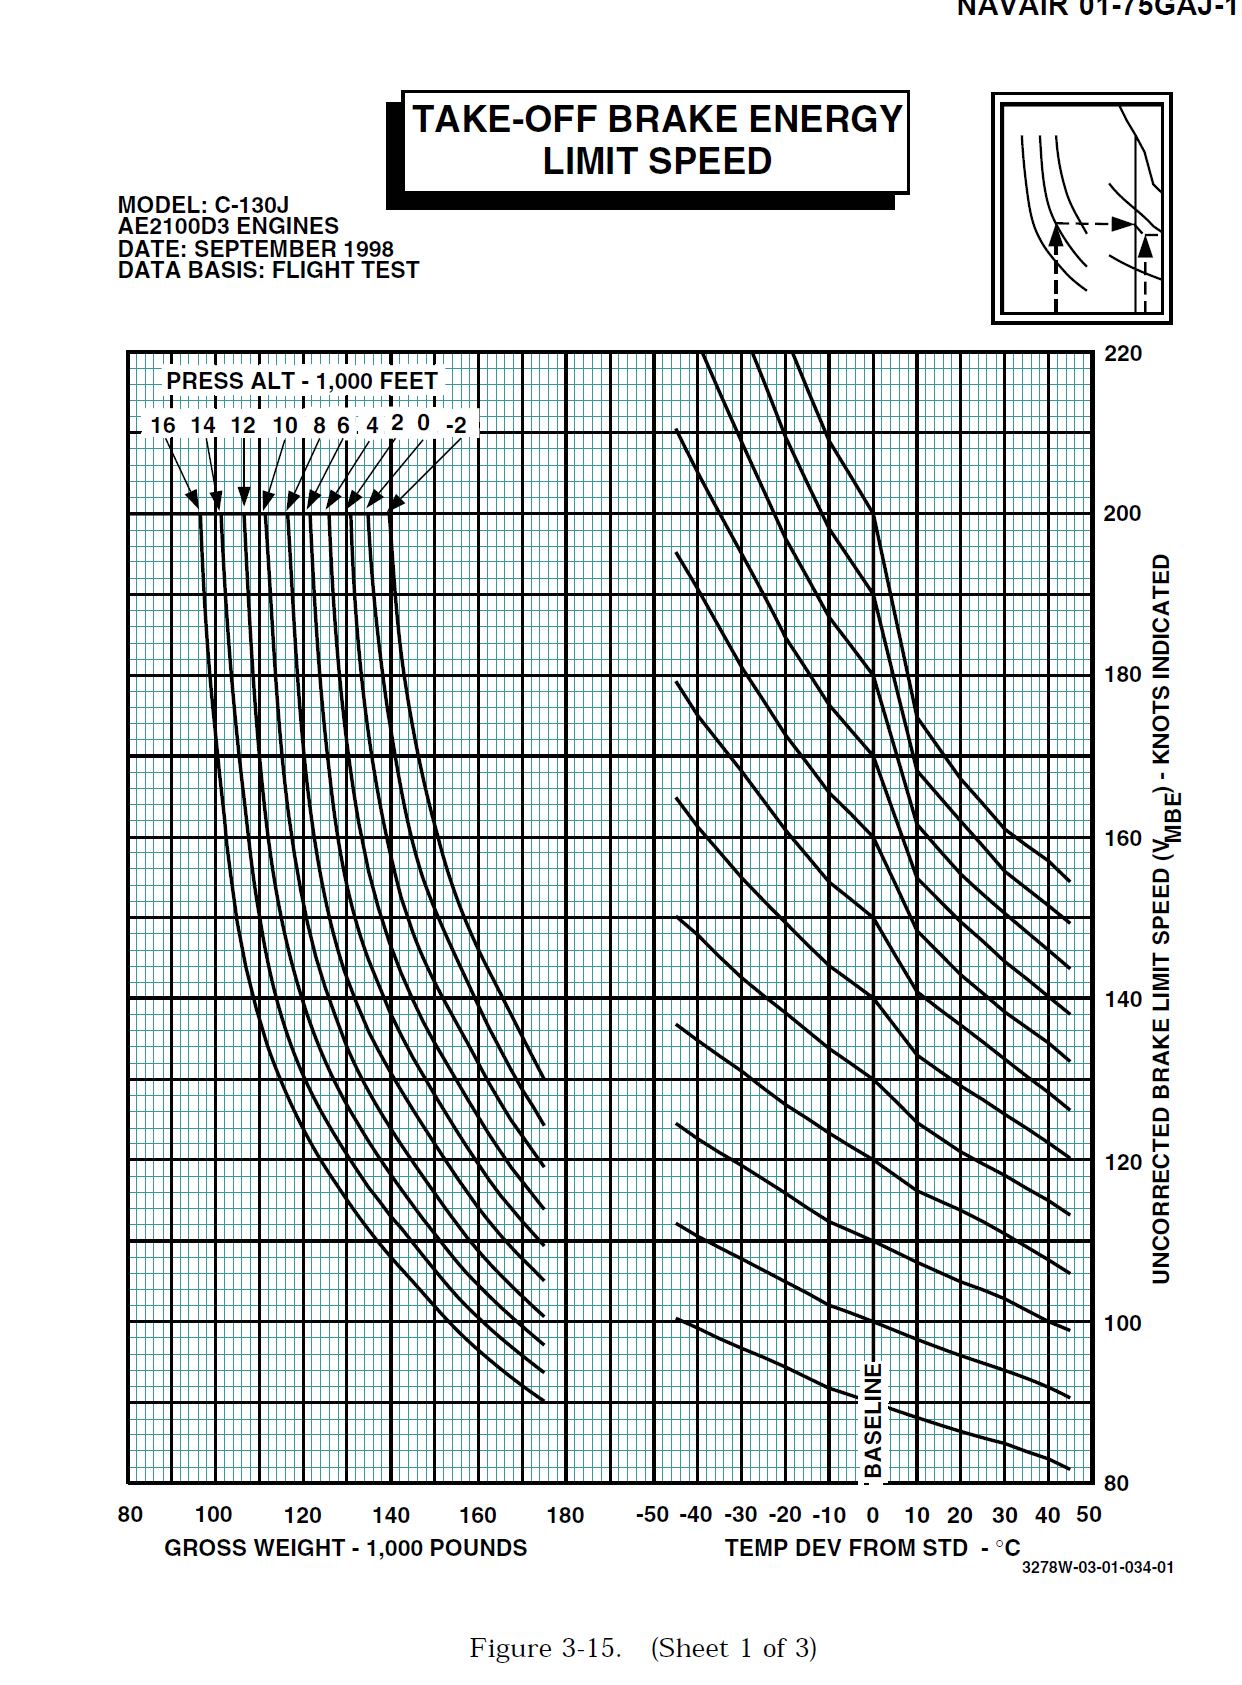 NAVAIR 01-75GAJ-1
TAKE-OFF BRAKE ENERGY
LIMIT SPEED
MODEL: C-130J
AE2100D3 ENGINES
DATE: SEPTEMBER 1998
DATA BASIS: FLIGHT TEST
PRESS ALT - 1,000 FEET
16 14 12 10 8 6 4 2 0 -2
220
200
180
160
140
120
100
80
UNCORRECTED BRAKE LIMIT SPEED (VMBE) - KNOTS INDICATED
BASELINE
80 100 120 140 160 180 -50 -40 -30 -20 -10 0 10 20 30 40 50
GROSS WEIGHT - 1,000 POUNDS
TEMP DEV FROM STD - °C
3278W-03-01-034-01
Figure 3-15. (Sheet 1 of 3)